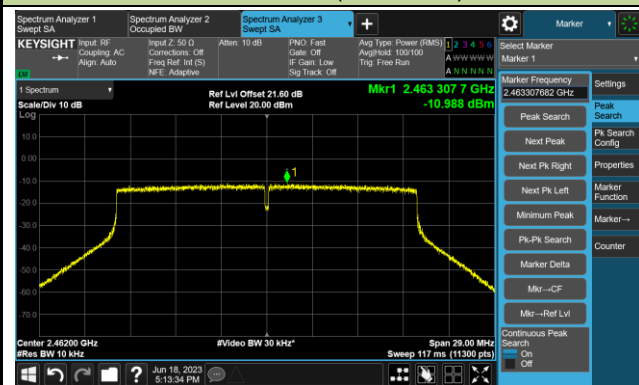 Spectrum Analyzer 1
Swept SA
Spectrum Analyzer 2
Occupied BW
Spectrum Analyzer 3
Swept SA
Marker
KEYSIGHT
Input: RF
Coupling: AC
Align: Auto
Input Z: 50 Ω
Corrections: Off
Freq Ref: Int (S)
NFE: Adaptive
Atten: 10 dB
PNO: Fast
Gate: Off
IF Gain: Low
Sig Track: Off
Avg Type: Power (RMS)
Avg|Hold: 100/100
Trig: Free Run
1 2 3 4 5 6
A W W W W W
A N N N N N
LW
Select Marker
Marker 1
1 Spectrum
Scale/Div 10 dB
Log
Ref Lvl Offset 21.60 dB
Ref Level 20.00 dBm
Mkr1 2.463 307 7 GHz
-10.988 dBm
10.0
0.00
-10.0
-20.0
-30.0
-40.0
-50.0
-60.0
-70.0
1
Center 2.46200 GHz
#Res BW 10 kHz
#Video BW 30 kHz*
Span 29.00 MHz
Sweep 117 ms (11300 pts)
Marker Frequency
2.463307682 GHz
Peak Search
Next Peak
Next Pk Right
Next Pk Left
Minimum Peak
Pk-Pk Search
Marker Delta
Mkr→CF
Mkr→Ref Lvl
Continuous Peak
Search
On
Off
Settings
Peak
Search
Pk Search
Config
Properties
Marker
Function
Marker→
Counter
?
Jun 18, 2023
5:13:34 PM